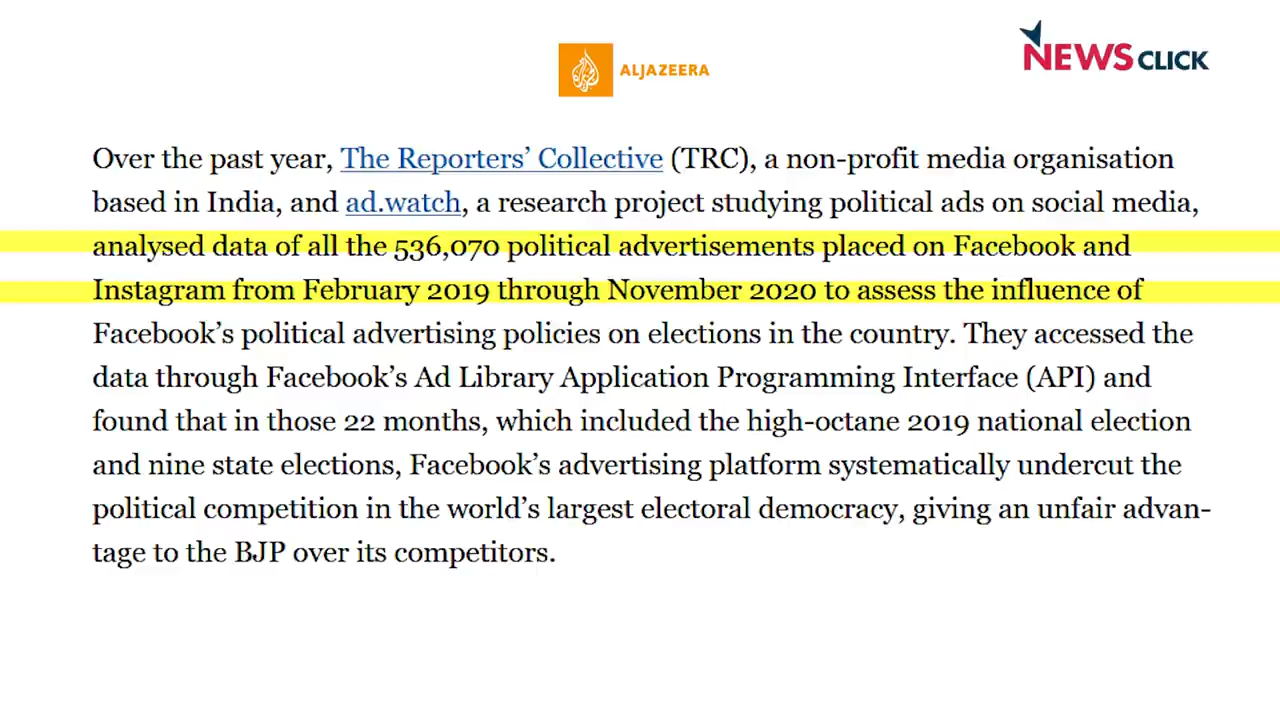 ALJAZEERA
NEWSCLICK
Over the past year, The Reporters’ Collective (TRC), a non-profit media organisation
based in India, and ad.watch, a research project studying political ads on social media,
analysed data of all the 536,070 political advertisements placed on Facebook and
Instagram from February 2019 through November 2020 to assess the influence of
Facebook’s political advertising policies on elections in the country. They accessed the
data through Facebook’s Ad Library Application Programming Interface (API) and
found that in those 22 months, which included the high-octane 2019 national election
and nine state elections, Facebook’s advertising platform systematically undercut the
political competition in the world’s largest electoral democracy, giving an unfair advan-
tage to the BJP over its competitors.